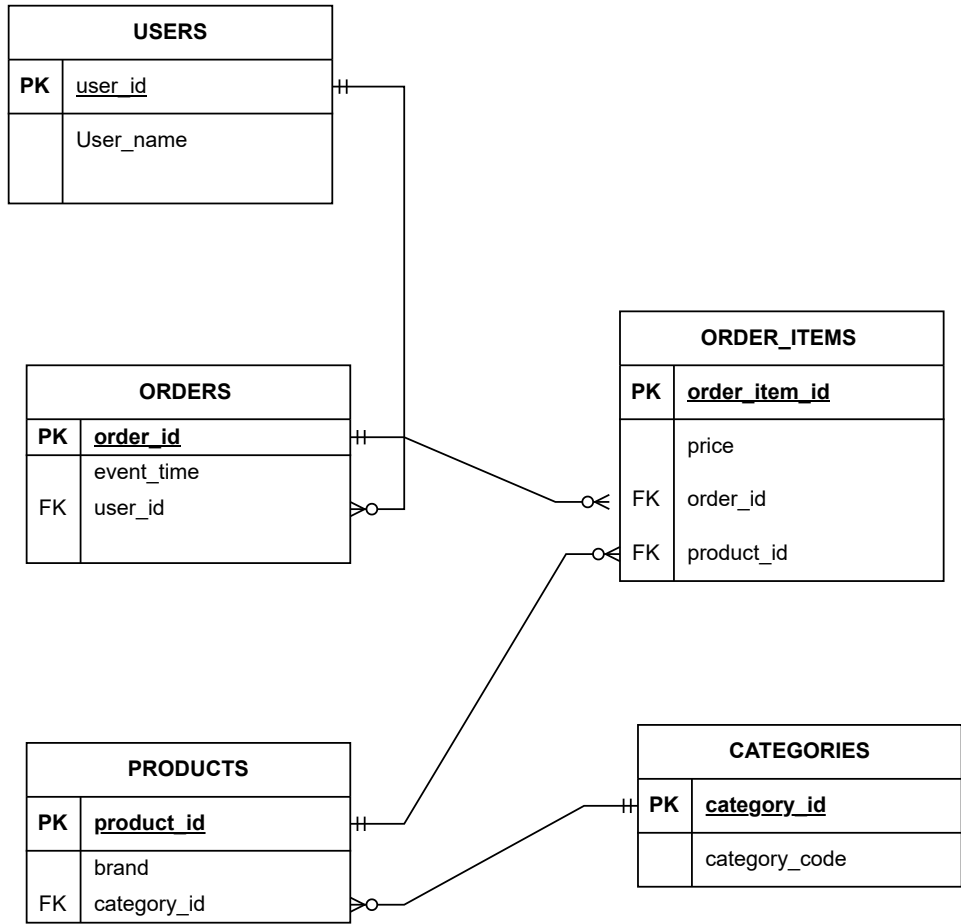 USERS
PK user_id
User_name
ORDERS
PK order_id
event_time
FK user_id
ORDER_ITEMS
PK order_item_id
price
FK order_id
FK product_id
PRODUCTS
PK product_id
brand
FK category_id
CATEGORIES
PK category_id
category_code